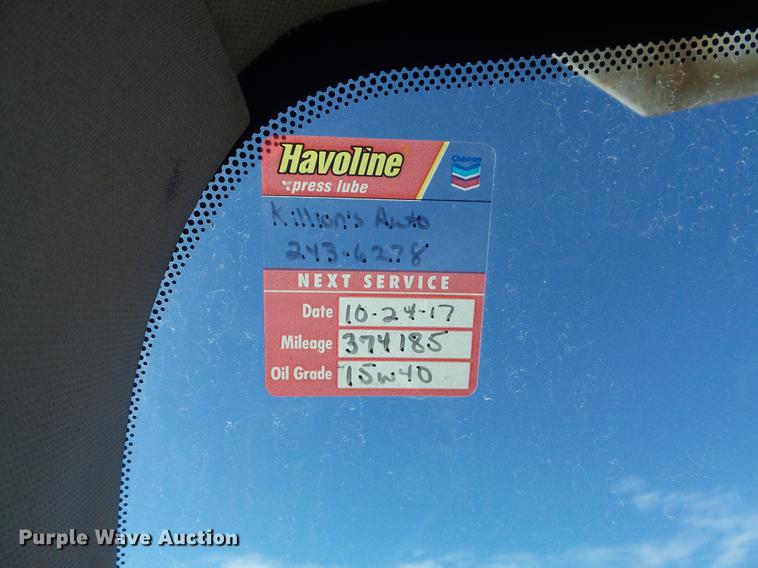 Havoline
xpress lube
Chevron
Killion's Auto
243-6278
NEXT SERVICE
Date 10-24-17
Mileage 374185
Oil Grade 15w40
Purple Wave Auction